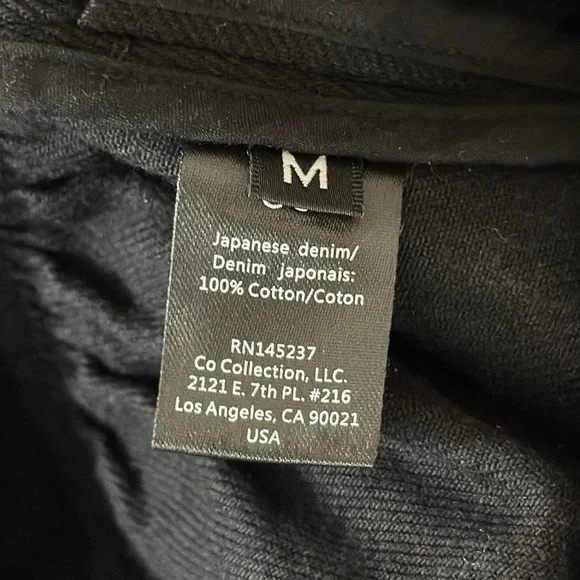 M
Japanese denim/
Denim japonais:
100% Cotton/Coton
RN145237
Co Collection, LLC.
2121 E. 7th PL. #216
Los Angeles, CA 90021
USA